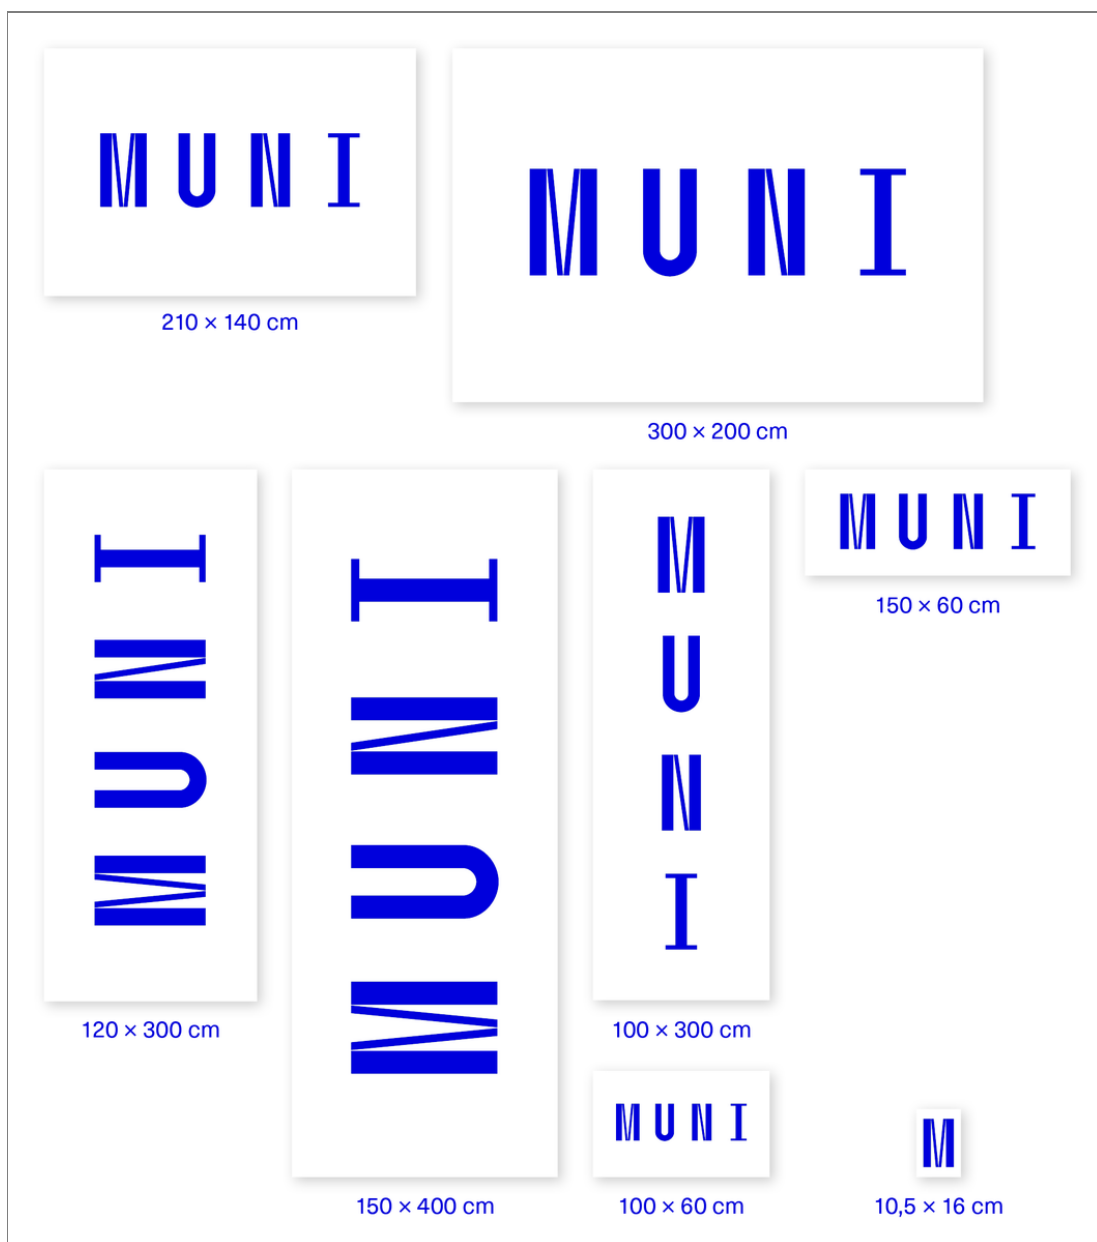 MUNI
210 × 140 cm
MUNI
300 × 200 cm
MUNI
120 × 300 cm
MUNI
150 × 400 cm
M
U
N
I
100 × 300 cm
MUNI
150 × 60 cm
MUNI
100 × 60 cm
M
10,5 × 16 cm